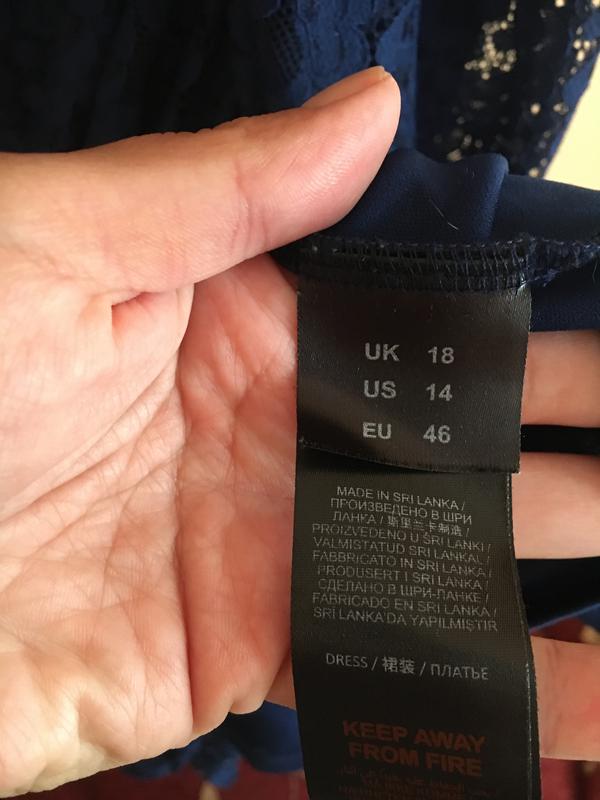 UK 18
US 14
EU 46
MADE IN SRI LANKA /
ПРОИЗВЕДЕНО В ШРИ
ЛАНКА / 斯里兰卡制造 /
PROIZVEDENO U ŠRI LANKI /
VALMISTATUD SRI LANKAL /
FABBRICATO IN SRI LANKA /
PRODUSERT I SRI LANKA /
СДЕЛАНО В ШРИ-ЛАНКЕ /
FABRICADO EN SRI LANKA /
SRİ LANKA'DA YAPILMIŞTIR
DRESS / 裙装 / ПЛАТЬЕ
KEEP AWAY
FROM FIRE